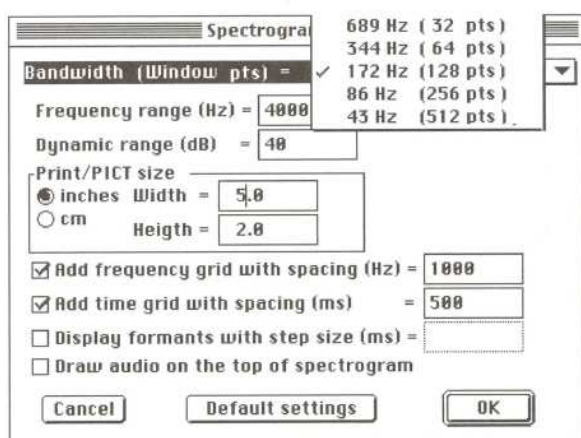 Spectrogra
689 Hz ( 32 pts)
344 Hz ( 64 pts)
✓ 172 Hz (128 pts)
86 Hz (256 pts)
43 Hz (512 pts)
Bandwidth (Window pts) =
Frequency range (Hz) = 4000
Dynamic range (dB) = 40
Print/PICT size
inches Width = 5.0
cm
Heigth = 2.0
Add frequency grid with spacing (Hz) = 1000
Add time grid with spacing (ms) = 500
Display formants with step size (ms) =
Draw audio on the top of spectrogram
Cancel Default settings OK